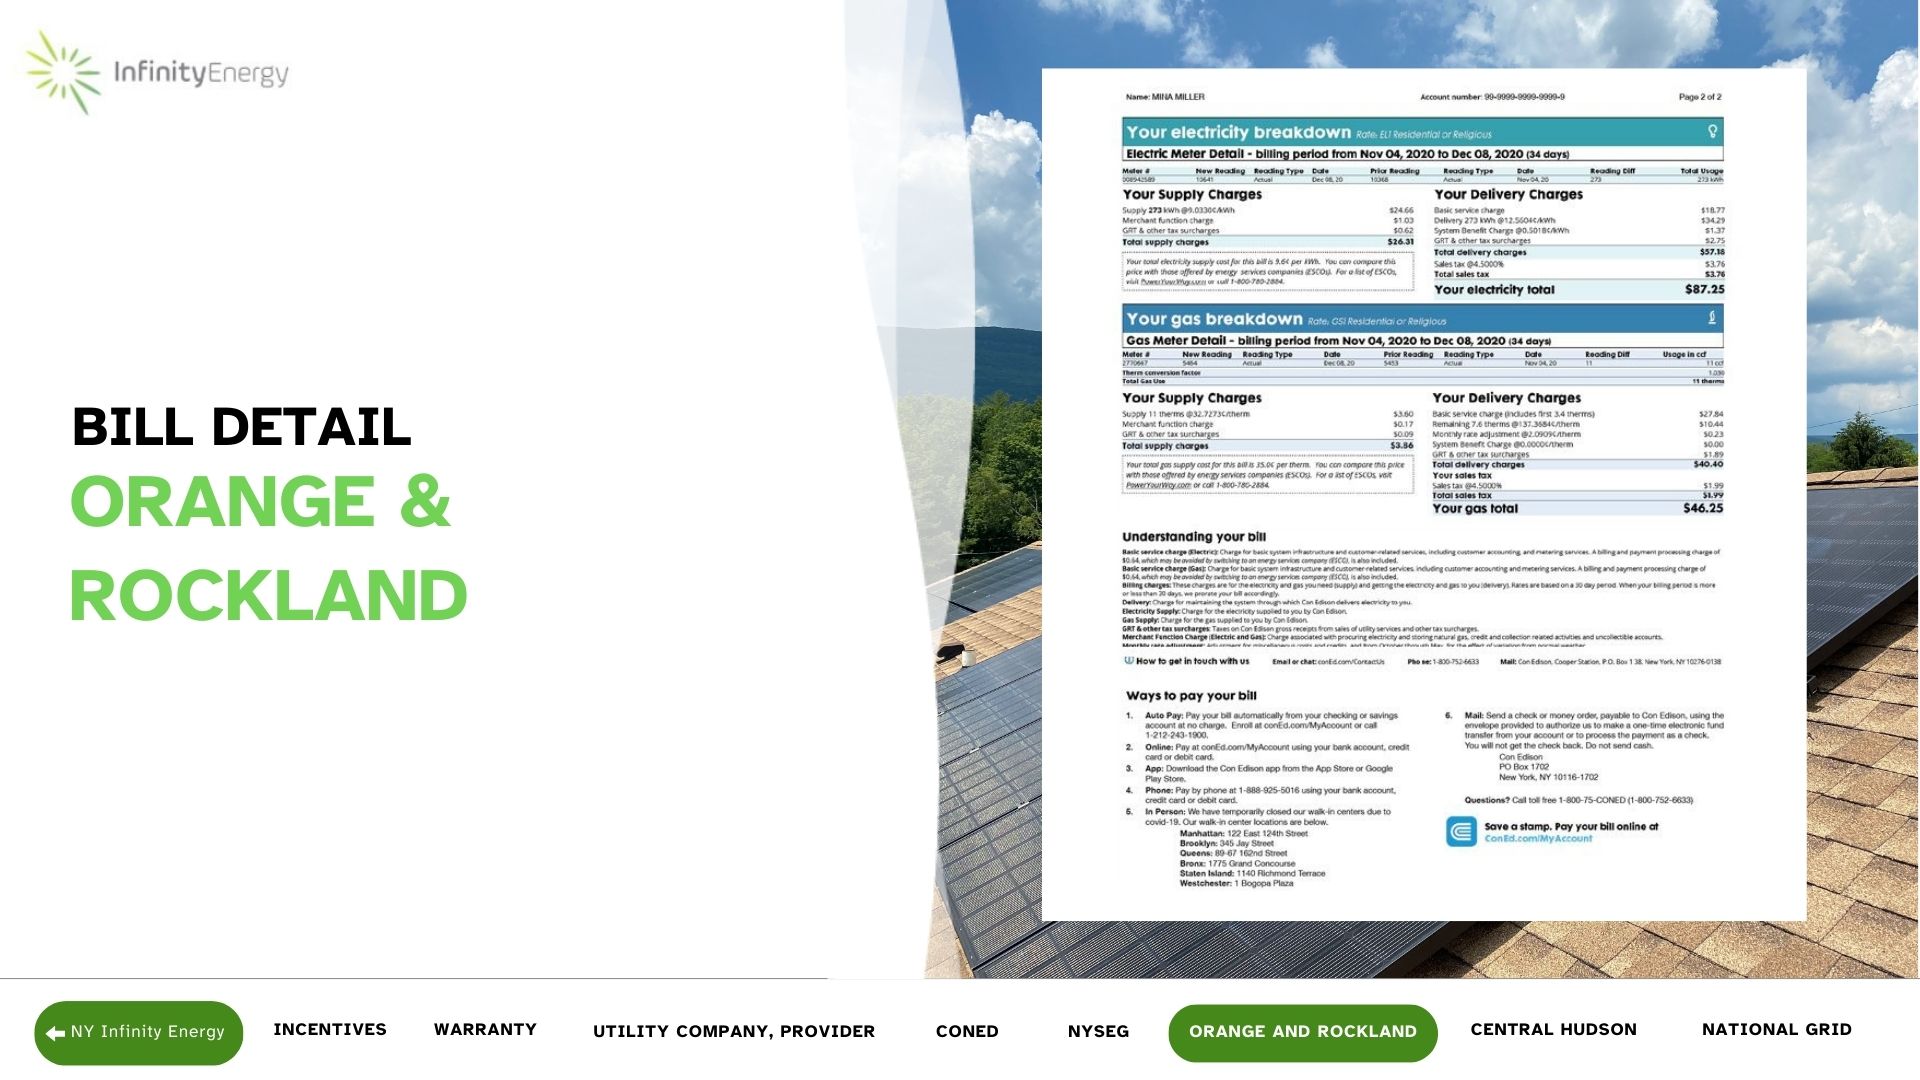 InfinityEnergy
BILL DETAIL
ORANGE &
ROCKLAND
Name: MINA MILLER Account number: 99-9999-9999-9999-9 Page 2 of 2
Your electricity breakdown Rate: EL1 Residential or Religious
Electric Meter Detail - billing period from Nov 04, 2020 to Dec 08, 2020 (34 days)
Meter # New Reading Reading Type Date Prior Reading Reading Type Date Reading Diff Total Usage
10641 Actual Dec 08, 20 10368 Actual Nov 04, 20 273 273 kWh
Your Supply Charges
Supply 273 kWh @9.0330¢/kWh $24.66
Merchant function charge $1.03
GRT & other tax surcharges $0.62
Total supply charges $26.31
Your total electricity supply cost for this bill is 9.6¢ per kWh. You can compare this
price with those offered by energy services companies (ESCOs). For a list of ESCOs,
visit PowerYourWay.com or call 1-800-780-2884.
Your Delivery Charges
Basic service charge $18.77
Delivery 273 kWh @12.5604¢/kWh $34.29
System Benefit Charge @0.5018¢/kWh $1.37
GRT & other tax surcharges $2.75
Total delivery charges $57.18
Sales tax @4.5000% $3.76
Total sales tax $3.76
Your electricity total $87.25
Your gas breakdown Rate: GS1 Residential or Religious
Gas Meter Detail - billing period from Nov 04, 2020 to Dec 08, 2020 (34 days)
Meter # New Reading Reading Type Date Prior Reading Reading Type Date Reading Diff Usage in ccf
2770667 5464 Actual Dec 08, 20 5453 Actual Nov 04, 20 11 11 ccf
Therm conversion factor 1.030
Total Gas Use 11 therms
Your Supply Charges
Supply 11 therms @32.7273¢/therm $3.60
Merchant function charge $0.17
GRT & other tax surcharges $0.09
Total supply charges $3.86
Your total gas supply cost for this bill is 35.0¢ per therm. You can compare this price
with those offered by energy services companies (ESCOs). For a list of ESCOs, visit
PowerYourWay.com or call 1-800-780-2884.
Your Delivery Charges
Basic service charge (includes first 3.4 therms) $27.84
Remaining 7.6 therms @137.3684¢/therm $10.44
Monthly rate adjustment @2.0909¢/therm $0.23
System Benefit Charge @0.0000¢/therm $0.00
GRT & other tax surcharges $1.89
Total delivery charges $40.40
Your sales tax
Sales tax @4.5000% $1.99
Total sales tax $1.99
Your gas total $46.25
Understanding your bill
Basic service charge (Electric): Charge for basic system infrastructure and customer-related services, including customer accounting, and metering services. A billing and payment processing charge of
$0.64, which may be avoided by switching to an energy services company (ESCO), is also included.
Basic service charge (Gas): Charge for basic system infrastructure and customer-related services, including customer accounting and metering services. A billing and payment processing charge of
$0.64, which may be avoided by switching to an energy services company (ESCO), is also included.
Billing charges: These charges are for the electricity and gas you need (supply) and getting the electricity and gas to you (delivery). Rates are based on a 30 day period. When your billing period is more
or less than 30 days, we prorate your bill accordingly.
Delivery: Charge for maintaining the system through which Con Edison delivers electricity to you.
Electricity Supply: Charge for the electricity supplied to you by Con Edison.
Gas Supply: Charge for the gas supplied to you by Con Edison.
GRT & other tax surcharges: Taxes on Con Edison gross receipts from sales of utility services and other tax surcharges.
Merchant Function Charge (Electric and Gas): Charge associated with procuring electricity and storing natural gas, credit and collection related activities and uncollectible accounts.
How to get in touch with us Email or chat: conEd.com/ContactUs Phone: 1-800-752-6633 Mail: Con Edison, Cooper Station, P.O. Box 138, New York, NY 10276-0138
Ways to pay your bill
1. Auto Pay: Pay your bill automatically from your checking or savings
account at no charge. Enroll at conEd.com/MyAccount or call
1-212-243-1900.
2. Online: Pay at conEd.com/MyAccount using your bank account, credit
card or debit card.
3. App: Download the Con Edison app from the App Store or Google
Play Store.
4. Phone: Pay by phone at 1-888-925-5016 using your bank account,
credit card or debit card.
5. In Person: We have temporarily closed our walk-in centers due to
covid-19. Our walk-in center locations are below.
Manhattan: 122 East 124th Street
Brooklyn: 345 Jay Street
Queens: 89-67 162nd Street
Bronx: 1775 Grand Concourse
Staten Island: 1140 Richmond Terrace
Westchester: 1 Bogopa Plaza
6. Mail: Send a check or money order, payable to Con Edison, using the
envelope provided to authorize us to make a one-time electronic fund
transfer from your account or to process the payment as a check.
You will not get the check back. Do not send cash.
Con Edison
PO Box 1702
New York, NY 10116-1702
Questions? Call toll free 1-800-75-CONED (1-800-752-6633)
Save a stamp. Pay your bill online at
ConEd.com/MyAccount
NY Infinity Energy INCENTIVES WARRANTY UTILITY COMPANY, PROVIDER CONED NYSEG ORANGE AND ROCKLAND CENTRAL HUDSON NATIONAL GRID